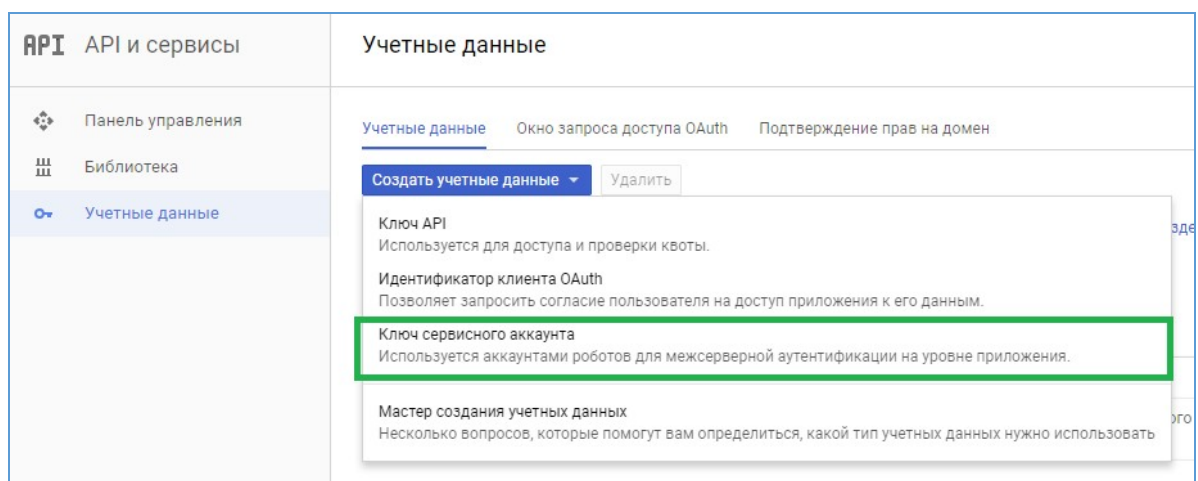 API API и сервисы
Учетные данные
Панель управления
Библиотека
Учетные данные
Учетные данные Окно запроса доступа OAuth Подтверждение прав на домен
Создать учетные данные Удалить
Ключ API
Используется для доступа и проверки квоты.
Идентификатор клиента OAuth
Позволяет запросить согласие пользователя на доступ приложения к его данным.
Ключ сервисного аккаунта
Используется аккаунтами роботов для межсерверной аутентификации на уровне приложения.
Мастер создания учетных данных
Несколько вопросов, которые помогут вам определиться, какой тип учетных данных нужно использовать